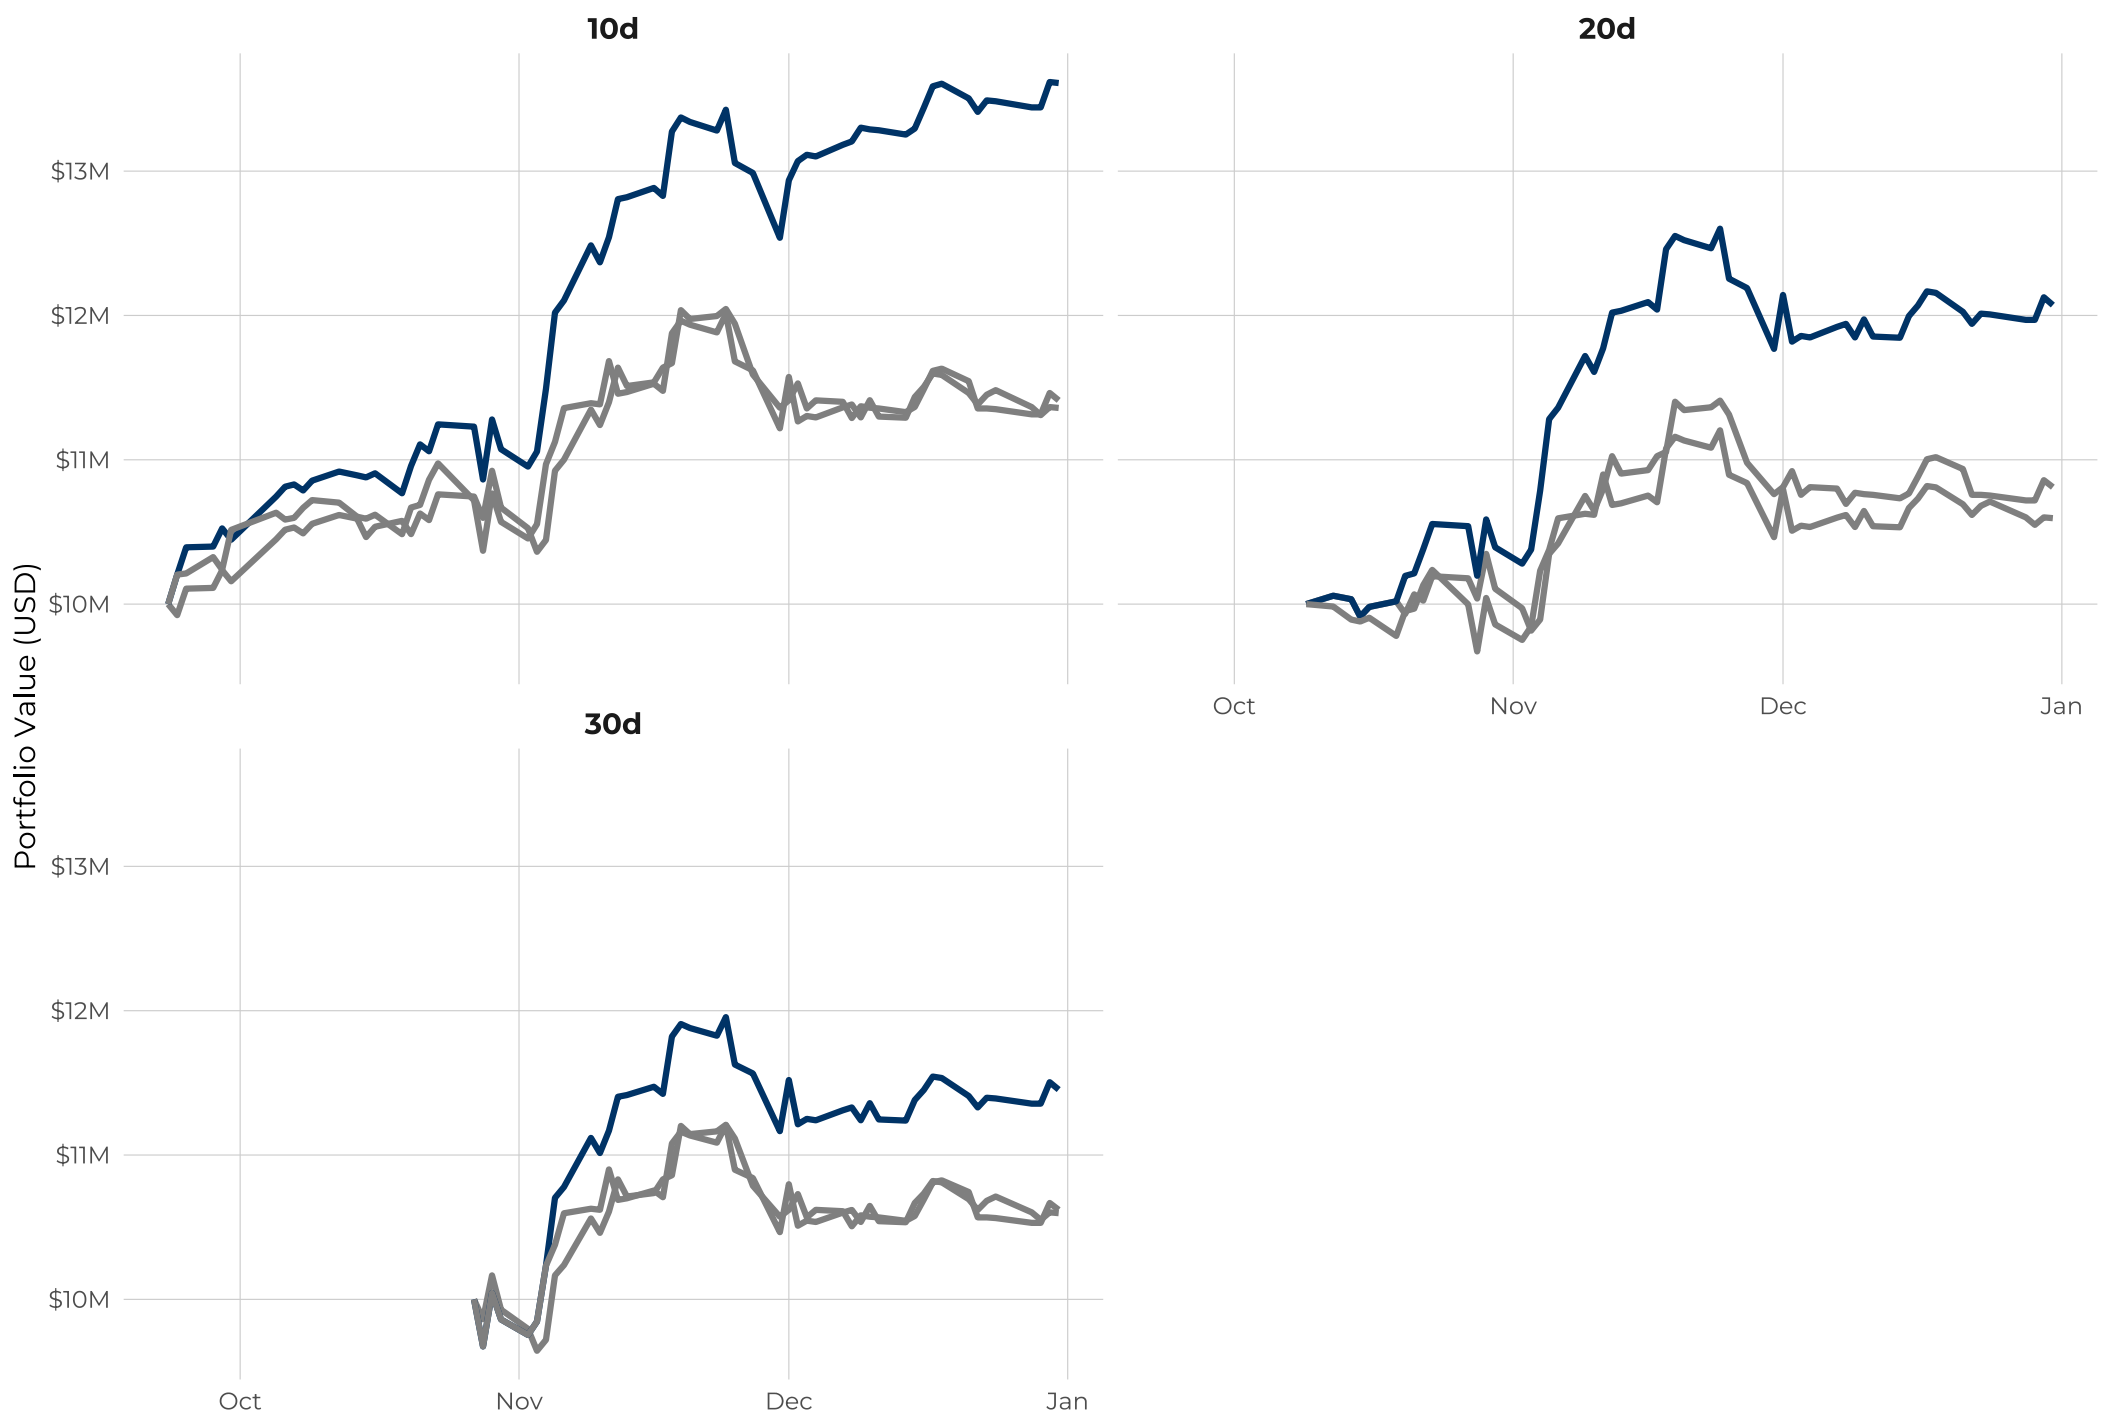 10d
20d
$13M
$12M
$11M
$10M
Oct
Nov
Dec
Jan
Portfolio Value (USD)
30d
$13M
$12M
$11M
$10M
Oct
Nov
Dec
Jan